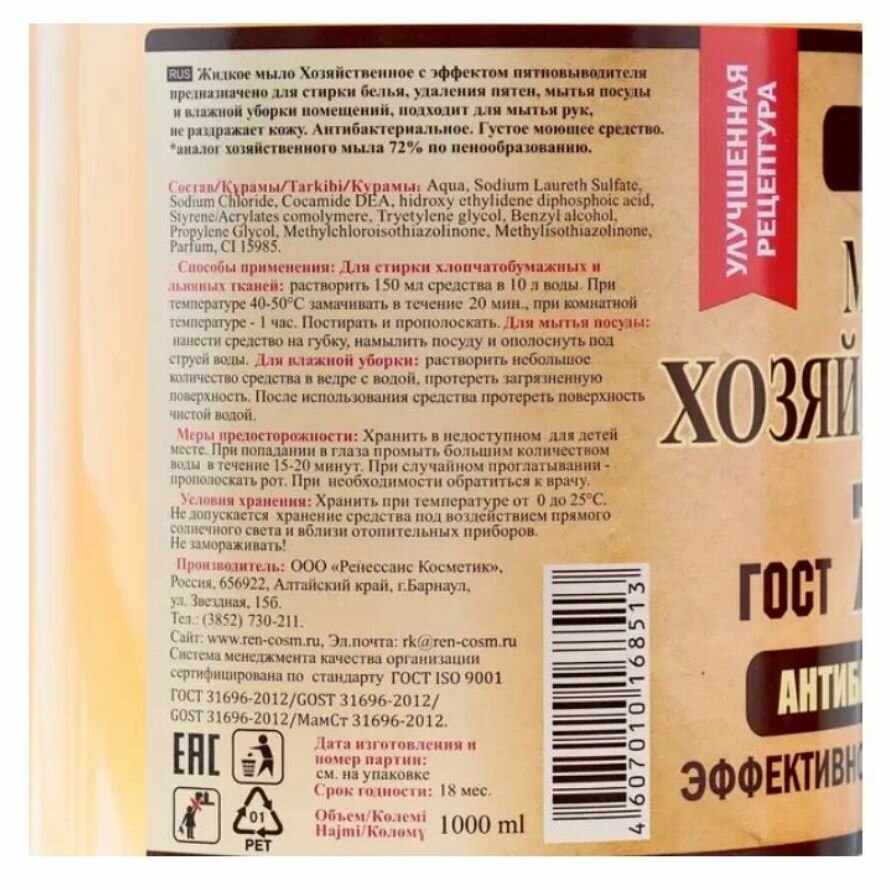 RUS Жидкое мыло Хозяйственное с эффектом пятновыводителя
предназначено для стирки белья, удаления пятен, мытья посуды
и влажной уборки помещений, подходит для мытья рук,
не раздражает кожу. Антибактериальное. Густое моющее средство.
*аналог хозяйственного мыла 72% по пенообразованию.
Состав/Құрамы/Tarkibi/Курамы: Aqua, Sodium Laureth Sulfate,
Sodium Chloride, Cocamide DEA, hidroxy ethylidene diphosphoic acid,
Styrene/Acrylates comolymere, Tryetylene glycol, Benzyl alcohol,
Propylene Glycol, Methylchloroisothiazolinone, Methylisothiazolinone,
Parfum, CI 15985.
Способы применения: Для стирки хлопчатобумажных и
льняных тканей: растворить 150 мл средства в 10 л воды. При
температуре 40-50°С замачивать в течение 20 мин., при комнатной
температуре - 1 час. Постирать и прополоскать. Для мытья посуды:
нанести средство на губку, намылить посуду и ополоснуть под
струей воды. Для влажной уборки: растворить небольшое
количество средства в ведре с водой, протереть загрязненную
поверхность. После использования средства протереть поверхность
чистой водой.
Меры предосторожности: Хранить в недоступном для детей
месте. При попадании в глаза промыть большим количеством
воды в течение 15-20 минут. При случайном проглатывании -
прополоскать рот. При необходимости обратиться к врачу.
Условия хранения: Хранить при температуре от 0 до 25°С.
Не допускается хранение средства под воздействием прямого
солнечного света и вблизи отопительных приборов.
Не замораживать!
Производитель: ООО «Ренессанс Косметик»,
Россия, 656922, Алтайский край, г.Барнаул,
ул. Звездная, 15б.
Тел.: (3852) 730-211.
Сайт: www.ren-cosm.ru, Эл.почта: rk@ren-cosm.ru
Система менеджмента качества организации
сертифицирована по стандарту ГОСТ ISO 9001
ГОСТ 31696-2012/GOST 31696-2012/
GOST 31696-2012/МамСт 31696-2012.
EAC
Дата изготовления и
номер партии:
см. на упаковке
Срок годности: 18 мес.
01
PET
Объем/Көлемі
Hajmi/Көлөмү 1000 ml
4607010168513
УЛУЧШЕННАЯ
РЕЦЕПТУРА
М
ХОЗЯЙ
ГОСТ 7
АНТИБ
ЭФФЕКТИВНО